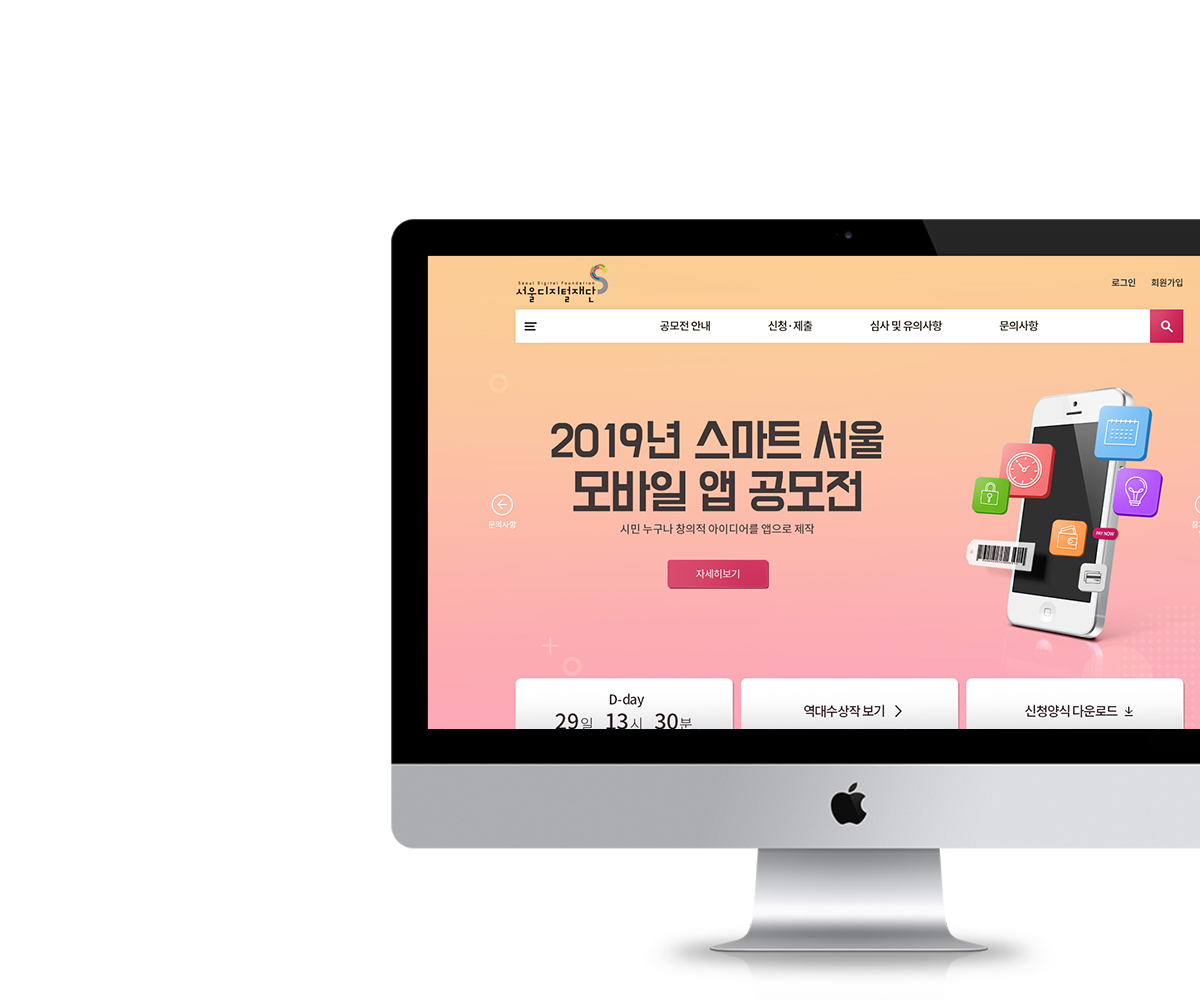 Seoul Digital Foundation
서울디지털재단
로그인 회원가입
공모전 안내 신청·제출 심사 및 유의사항 문의사항
2019년 스마트 서울
모바일 앱 공모전
시민 누구나 창의적 아이디어를 앱으로 제작
문의사항
자세히보기
PAY NOW
D-day
29일 13시 30분
역대수상작 보기
신청양식 다운로드